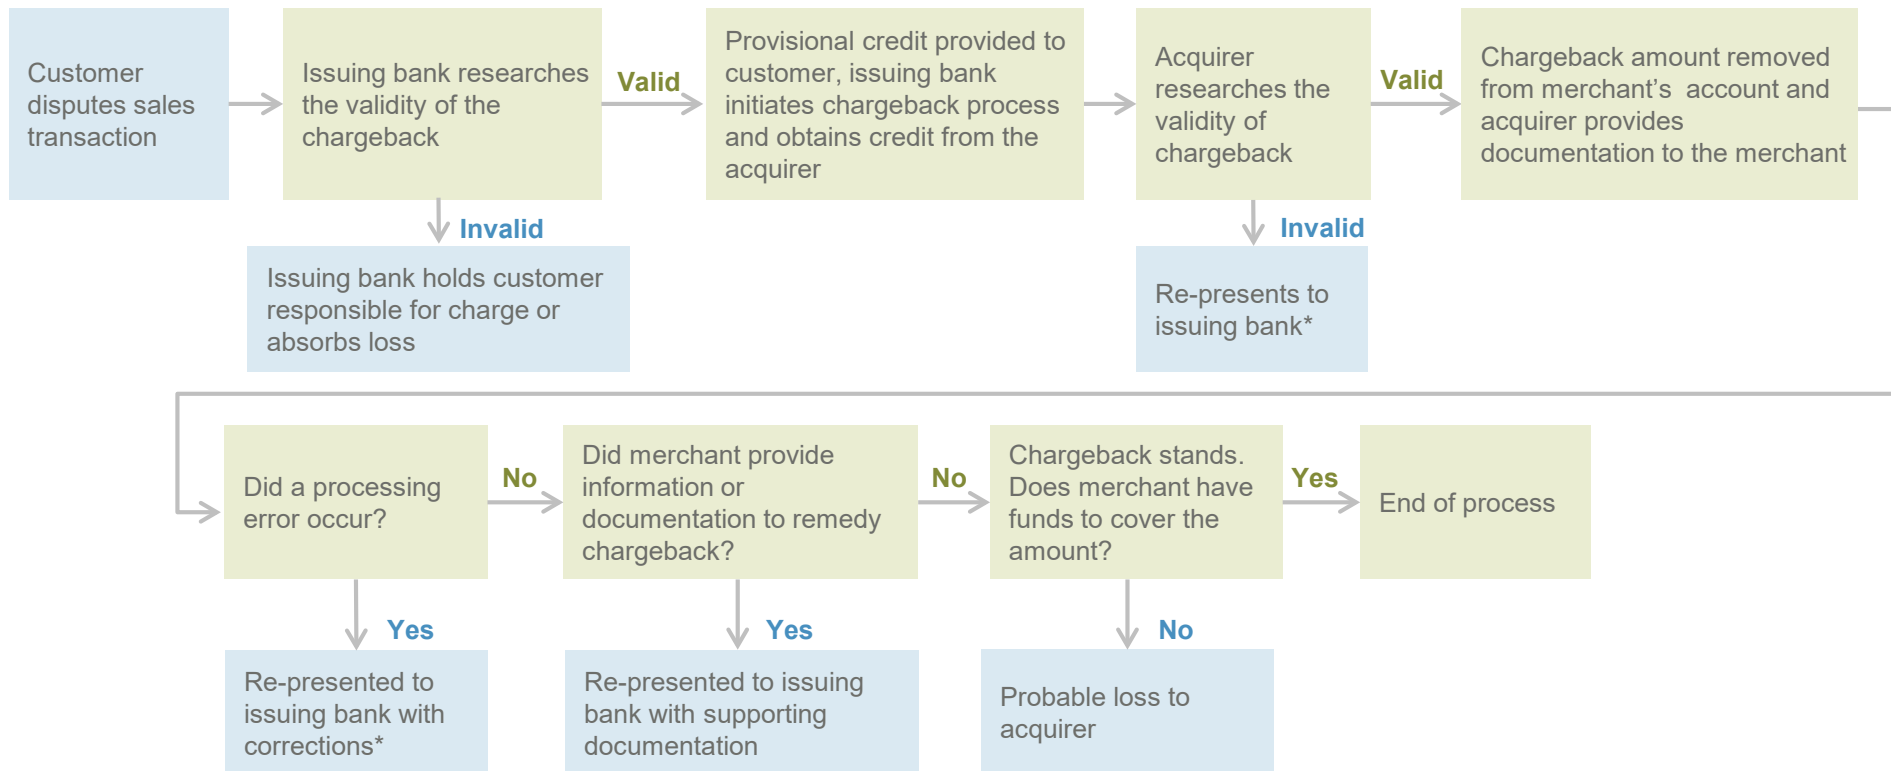 Customer
disputes sales
transaction
Issuing bank researches
the validity of the
chargeback
Valid
Provisional credit provided to
customer, issuing bank
initiates chargeback process
and obtains credit from the
acquirer
Acquirer
researches the
validity of
chargeback
Valid
Chargeback amount removed
from merchant’s  account and
acquirer provides
documentation to the merchant
Invalid
Issuing bank holds customer
responsible for charge or
absorbs loss
Invalid
Re-presents to
issuing bank*
Did a processing
error occur?
No
Did merchant provide
information or
documentation to remedy
chargeback?
No
Chargeback stands.
Does merchant have
funds to cover the
amount?
Yes
End of process
Yes
Re-presented to
issuing bank with
corrections*
Yes
Re-presented to issuing
bank with supporting
documentation
No
Probable loss to
acquirer